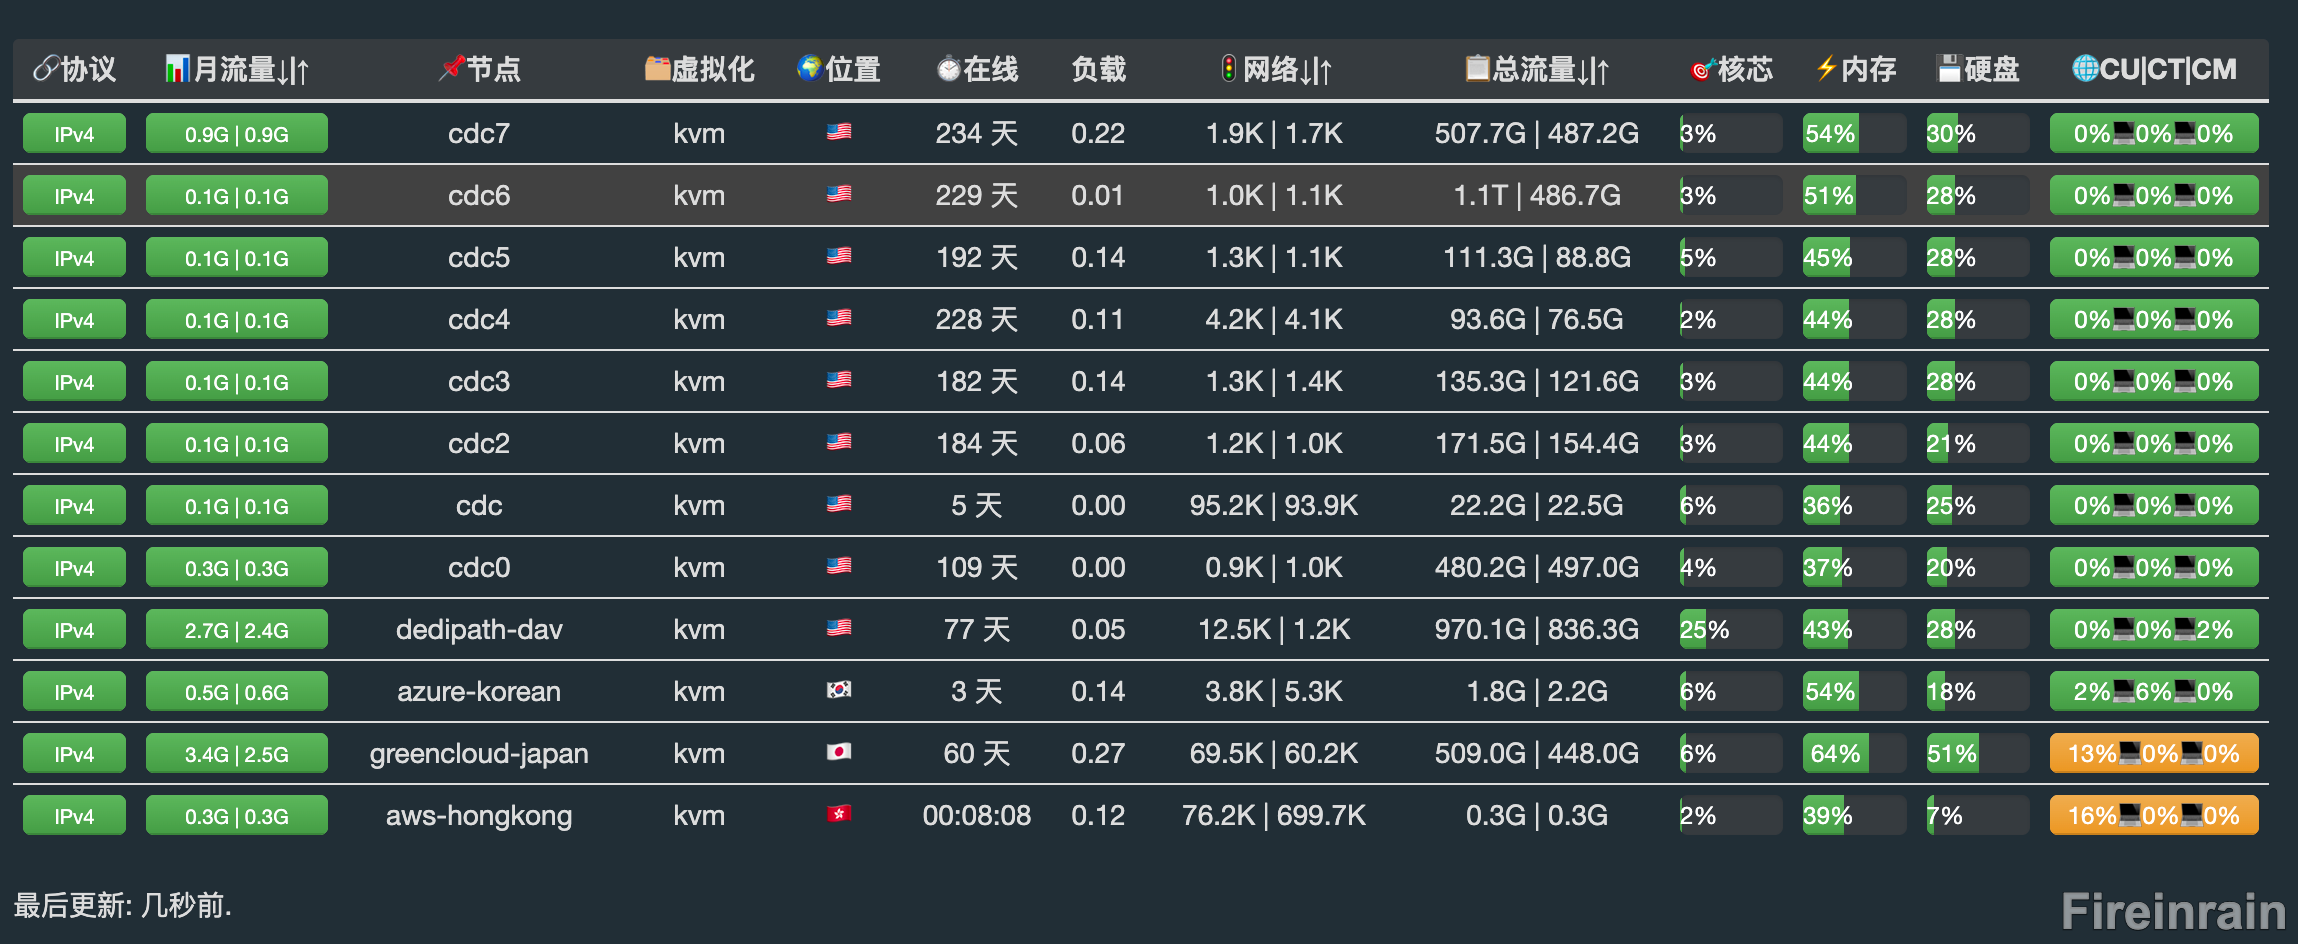 🔗协议 📊月流量↓|↑ 📌节点 🗂️虚拟化 🌍位置 ⏱️在线 负载 🚦网络↓|↑ 📋总流量↓|↑ 🎯核芯 ⚡内存 💾硬盘 🌐CU|CT|CM
IPv4 0.9G | 0.9G cdc7 kvm 🇺🇸 234 天 0.22 1.9K | 1.7K 507.7G | 487.2G 3% 54% 30% 0%💻0%💻0%
IPv4 0.1G | 0.1G cdc6 kvm 🇺🇸 229 天 0.01 1.0K | 1.1K 1.1T | 486.7G 3% 51% 28% 0%💻0%💻0%
IPv4 0.1G | 0.1G cdc5 kvm 🇺🇸 192 天 0.14 1.3K | 1.1K 111.3G | 88.8G 5% 45% 28% 0%💻0%💻0%
IPv4 0.1G | 0.1G cdc4 kvm 🇺🇸 228 天 0.11 4.2K | 4.1K 93.6G | 76.5G 2% 44% 28% 0%💻0%💻0%
IPv4 0.1G | 0.1G cdc3 kvm 🇺🇸 182 天 0.14 1.3K | 1.4K 135.3G | 121.6G 3% 44% 28% 0%💻0%💻0%
IPv4 0.1G | 0.1G cdc2 kvm 🇺🇸 184 天 0.06 1.2K | 1.0K 171.5G | 154.4G 3% 44% 21% 0%💻0%💻0%
IPv4 0.1G | 0.1G cdc kvm 🇺🇸 5 天 0.00 95.2K | 93.9K 22.2G | 22.5G 6% 36% 25% 0%💻0%💻0%
IPv4 0.3G | 0.3G cdc0 kvm 🇺🇸 109 天 0.00 0.9K | 1.0K 480.2G | 497.0G 4% 37% 20% 0%💻0%💻0%
IPv4 2.7G | 2.4G dedipath-dav kvm 🇺🇸 77 天 0.05 12.5K | 1.2K 970.1G | 836.3G 25% 43% 28% 0%💻0%💻2%
IPv4 0.5G | 0.6G azure-korean kvm 🇰🇷 3 天 0.14 3.8K | 5.3K 1.8G | 2.2G 6% 54% 18% 2%💻6%💻0%
IPv4 3.4G | 2.5G greencloud-japan kvm 🇯🇵 60 天 0.27 69.5K | 60.2K 509.0G | 448.0G 6% 64% 51% 13%💻0%💻0%
IPv4 0.3G | 0.3G aws-hongkong kvm 🇭🇰 00:08:08 0.12 76.2K | 699.7K 0.3G | 0.3G 2% 39% 7% 16%💻0%💻0%
最后更新: 几秒前.
Fireinrain